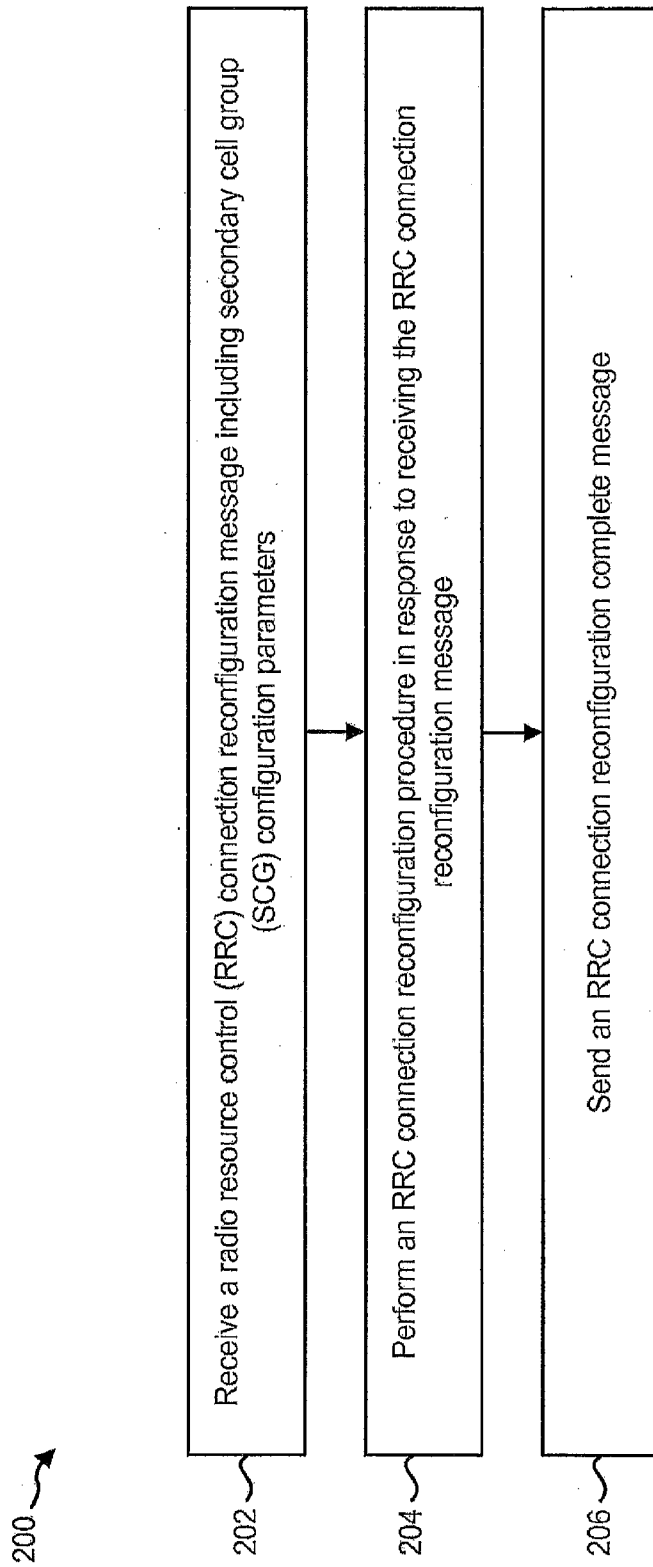 200
202
Receive a radio resource control (RRC) connection reconfiguration message including secondary cell group
(SCG) configuration parameters
204
Perform an RRC connection reconfiguration procedure in response to receiving the RRC connection
reconfiguration message
206
Send an RRC connection reconfiguration complete message